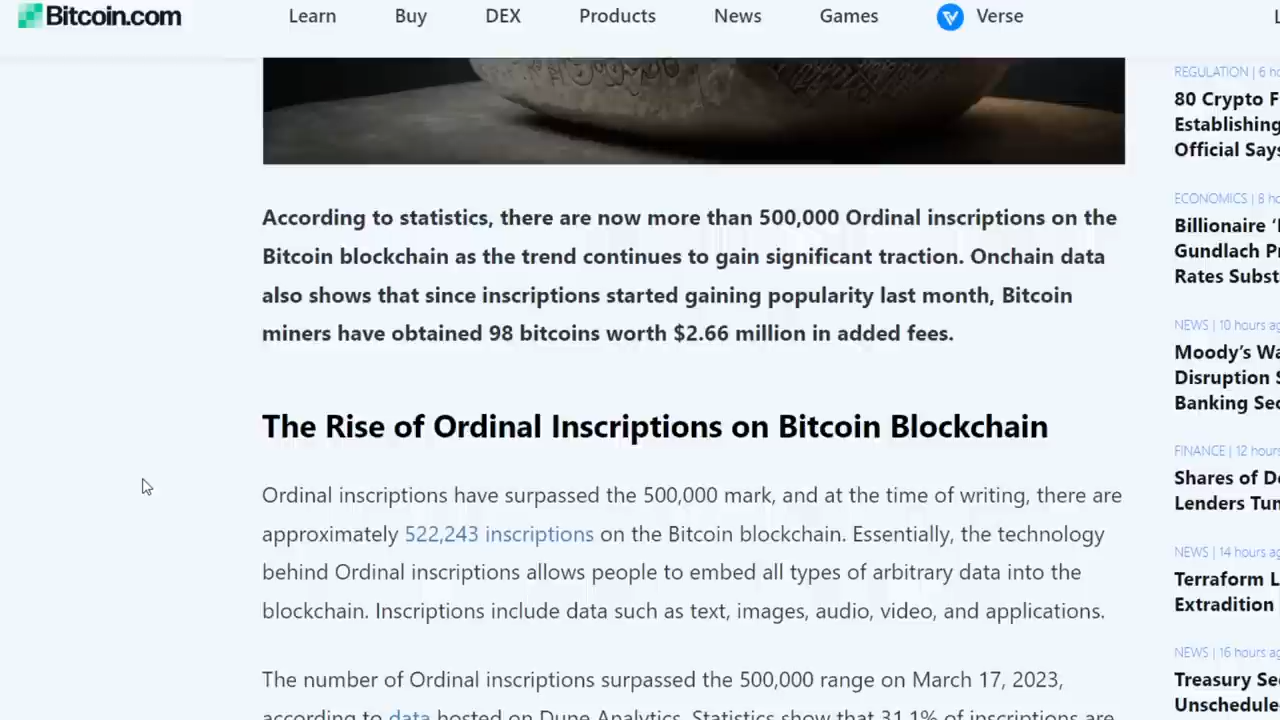 Bitcoin.com
Learn Buy DEX Products News Games Verse
According to statistics, there are now more than 500,000 Ordinal inscriptions on the
Bitcoin blockchain as the trend continues to gain significant traction. Onchain data
also shows that since inscriptions started gaining popularity last month, Bitcoin
miners have obtained 98 bitcoins worth $2.66 million in added fees.
The Rise of Ordinal Inscriptions on Bitcoin Blockchain
Ordinal inscriptions have surpassed the 500,000 mark, and at the time of writing, there are
approximately 522,243 inscriptions on the Bitcoin blockchain. Essentially, the technology
behind Ordinal inscriptions allows people to embed all types of arbitrary data into the
blockchain. Inscriptions include data such as text, images, audio, video, and applications.
The number of Ordinal inscriptions surpassed the 500,000 range on March 17, 2023,
according to data hosted on Dune Analytics. Statistics show that 31.1% of inscriptions are
REGULATION | 6
80 Crypto F
Establishing
Official Says
ECONOMICS | 8
Billionaire
Gundlach P
Rates Subst
NEWS | 10 hours
Moody's Wa
Disruption S
Banking Sec
FINANCE | 12 hours
Shares of D
Lenders Tu
NEWS | 14 hours
Terraform L
Extradition
NEWS | 16 hours
Treasury Se
Unschedule